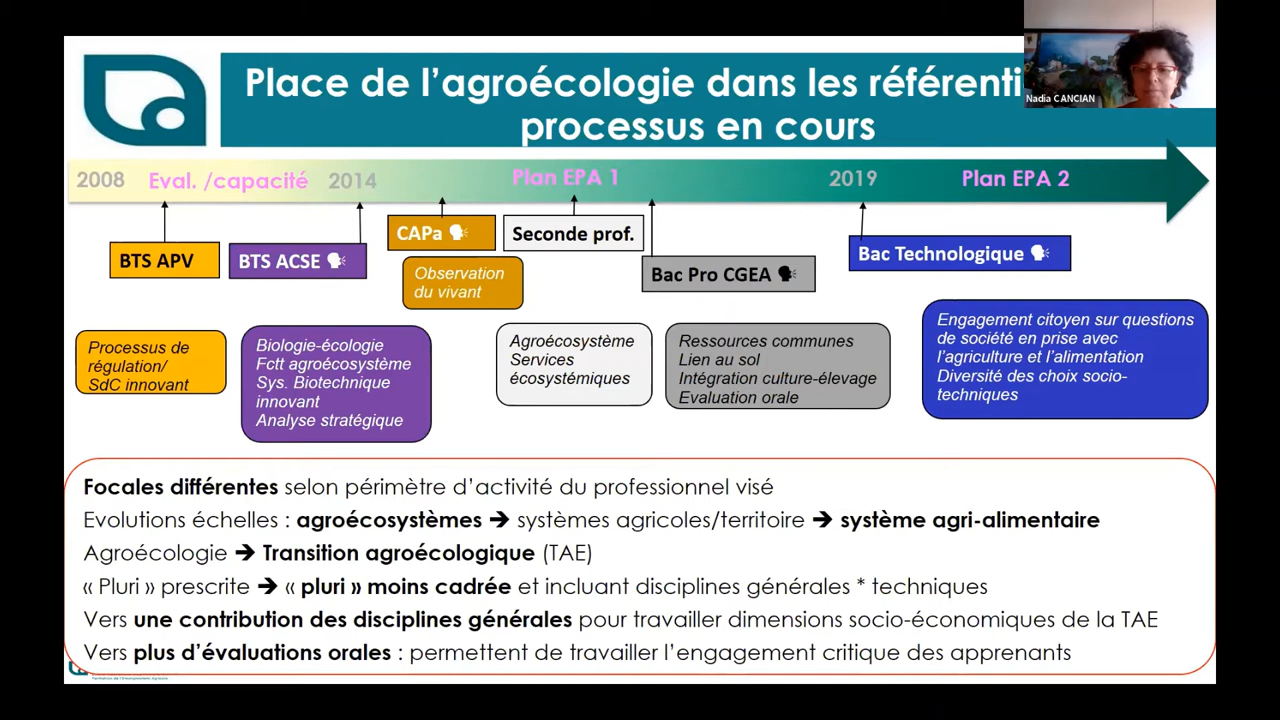 Place de l'agroécologie dans les référenti
processus en cours
Nadia CANCIAN
2008 Eval. /capacité 2014 Plan EPA 1 2019 Plan EPA 2
BTS APV
BTS ACSE
CAPa
Seconde prof.
Bac Pro CGEA
Bac Technologique
Observation
du vivant
Processus de
régulation/
SdC innovant
Biologie-écologie
Fctt agroécosystème
Sys. Biotechnique
innovant
Analyse stratégique
Agroécosystème
Services
écosystémiques
Ressources communes
Lien au sol
Intégration culture-élevage
Evaluation orale
Engagement citoyen sur questions
de société en prise avec
l'agriculture et l'alimentation
Diversité des choix socio-
techniques
Focales différentes selon périmètre d'activité du professionnel visé
Evolutions échelles : agroécosystèmes → systèmes agricoles/territoire → système agri-alimentaire
Agroécologie → Transition agroécologique (TAE)
« Pluri » prescrite → « pluri » moins cadrée et incluant disciplines générales * techniques
Vers une contribution des disciplines générales pour travailler dimensions socio-économiques de la TAE
Vers plus d'évaluations orales : permettent de travailler l'engagement critique des apprenants